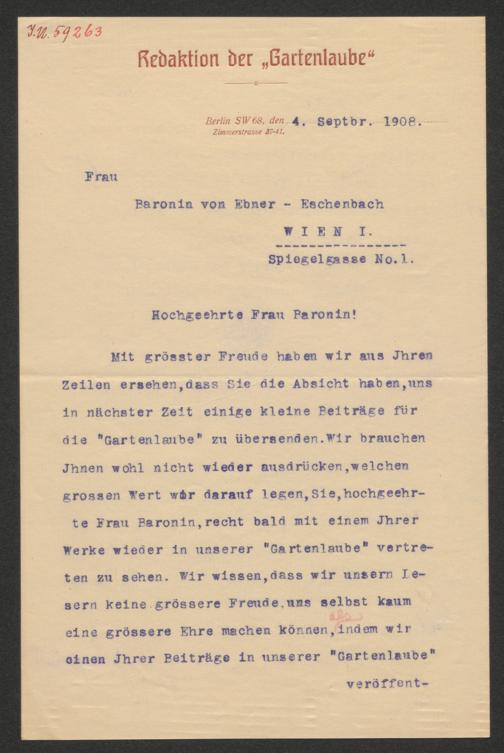 J.N. 59263
Redaktion der „Gartenlaube“
Berlin SW 68, den 4. Septbr. 1908.
Zimmerstrasse 37-41.
Frau
Baronin von Ebner - Eschenbach
WIEN I.
Spiegelgasse No.1.
Hochgeehrte Frau Baronin!
Mit grösster Freude haben wir aus Jhren
Zeilen ersehen,dass Sie die Absicht haben,uns
in nächster Zeit einige kleine Beiträge für
die "Gartenlaube" zu übersenden.Wir brauchen
Jhnen wohl nicht wieder ausdrücken,welchen
grossen Wert wir darauf legen,Sie,hochgeehr-
te Frau Baronin,recht bald mit einem Jhrer
Werke wieder in unserer "Gartenlaube" vertre-
ten zu sehen. Wir wissen,dass wir unsern Le-
sern keine grössere Freude,uns selbst kaum
als
eine grössere Ehre machen können,indem wir
einen Jhrer Beiträge in unserer "Gartenlaube"
veröffent-